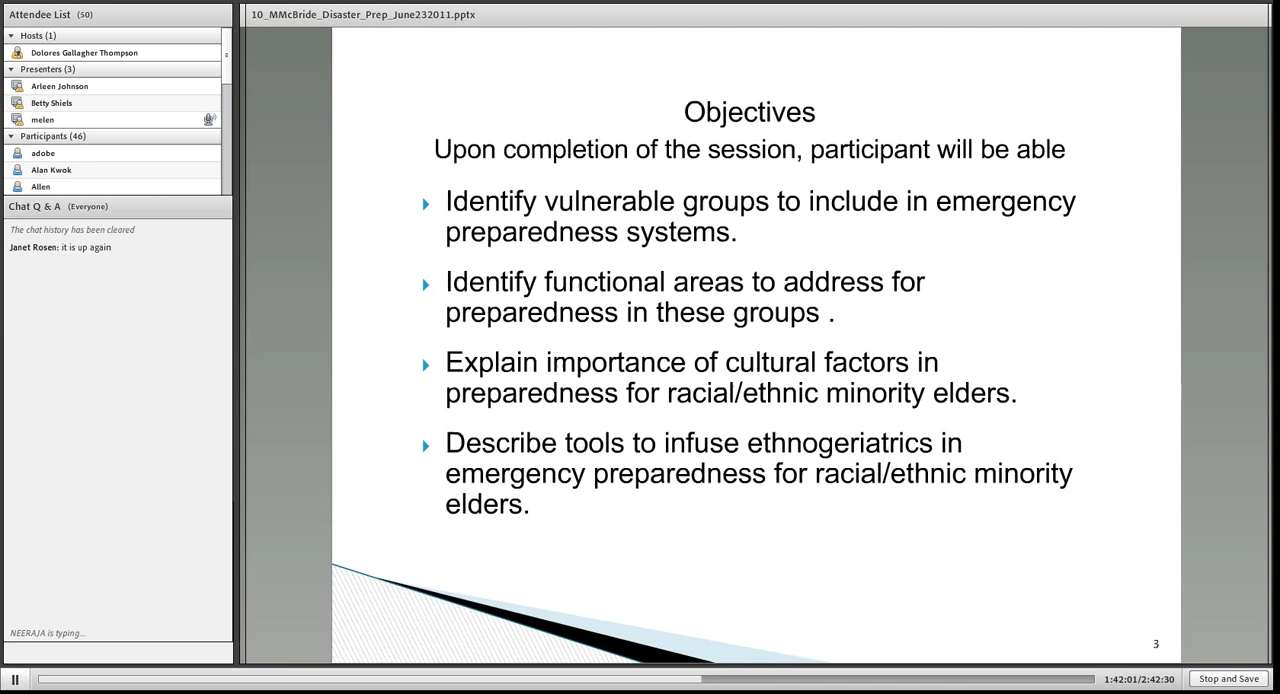 Attendee List (50)
Hosts (1)
Dolores Gallagher Thompson
Presenters (3)
Arleen Johnson
Betty Shiels
melen
Participants (46)
adobe
Alan Kwok
Allen
Chat Q & A (Everyone)
The chat history has been cleared
Janet Rosen: it is up again
NEERAJA is typing...
10_MMcBride_Disaster_Prep_June232011.pptx
Objectives
Upon completion of the session, participant will be able
Identify vulnerable groups to include in emergency
preparedness systems.
Identify functional areas to address for
preparedness in these groups .
Explain importance of cultural factors in
preparedness for racial/ethnic minority elders.
Describe tools to infuse ethnogeriatrics in
emergency preparedness for racial/ethnic minority
elders.
3
1:42:01/2:42:30
Stop and Save